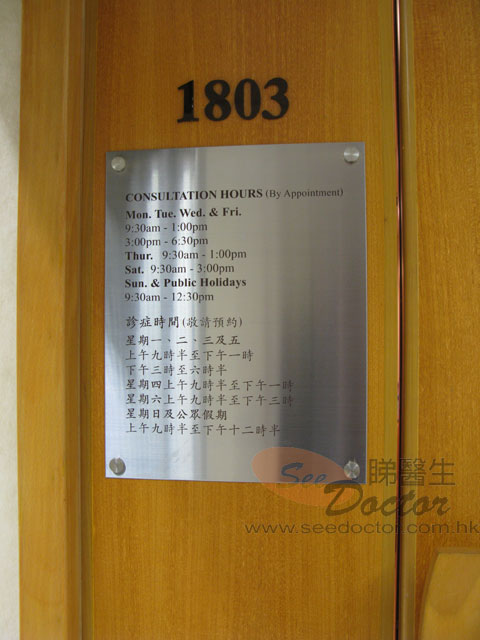 1803
CONSULTATION HOURS (By Appointment)
Mon. Tue. Wed. & Fri.
9:30am - 1:00pm
3:00pm - 6:30pm
Thur. 9:30am - 1:00pm
Sat. 9:30am - 3:00pm
Sun. & Public Holidays
9:30am - 12:30pm
診症時間(敬請預約)
星期一、二、三及五
上午九時半至下午一時
下午三時至六時半
星期四上午九時半至下午一時
星期六上午九時半至下午三時
星期日及公眾假期
上午九時半至下午十二時半
See 睇醫生
Doctor
www.seedoctor.com.hk